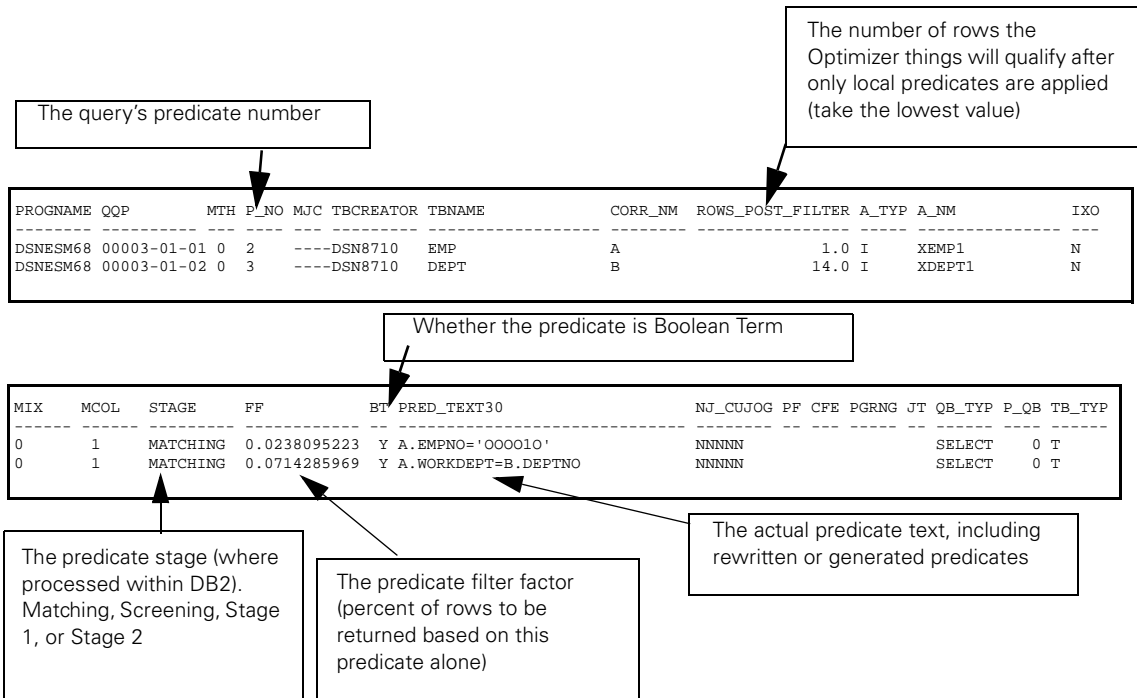 The number of rows the
Optimizer things will qualify after
only local predicates are applied
(take the lowest value)
The query's predicate number
PROGNAME QQP MTH P_NO MJC TBCREATOR TBNAME CORR_NM ROWS_POST_FILTER A_TYP A_NM IXO
-------- ----------- --- ---- --- --------- ------------------ -------- ---------------- ----- --------------- ---
DSNESM68 00003-01-01 0 2 ----DSN8710 EMP A 1.0 I XEMP1 N
DSNESM68 00003-01-02 0 3 ----DSN8710 DEPT B 14.0 I XDEPT1 N
Whether the predicate is Boolean Term
MIX MCOL STAGE FF BT PRED_TEXT30 NJ_CUJOG PF CFE PGRNG JT QB_TYP P_QB TB_TYP
------ ------ --------- ------------ -- ------------------------------ -------- -- --- ----- -- ------ ---- ------
0 1 MATCHING 0.0238095223 Y A.EMPNO='OOOO1O' NNNNN SELECT 0 T
0 1 MATCHING 0.0714285969 Y A.WORKDEPT=B.DEPTNO NNNNN SELECT 0 T
The predicate stage (where
processed within DB2).
Matching, Screening, Stage
1, or Stage 2
The predicate filter factor
(percent of rows to be
returned based on this
predicate alone)
The actual predicate text, including
rewritten or generated predicates